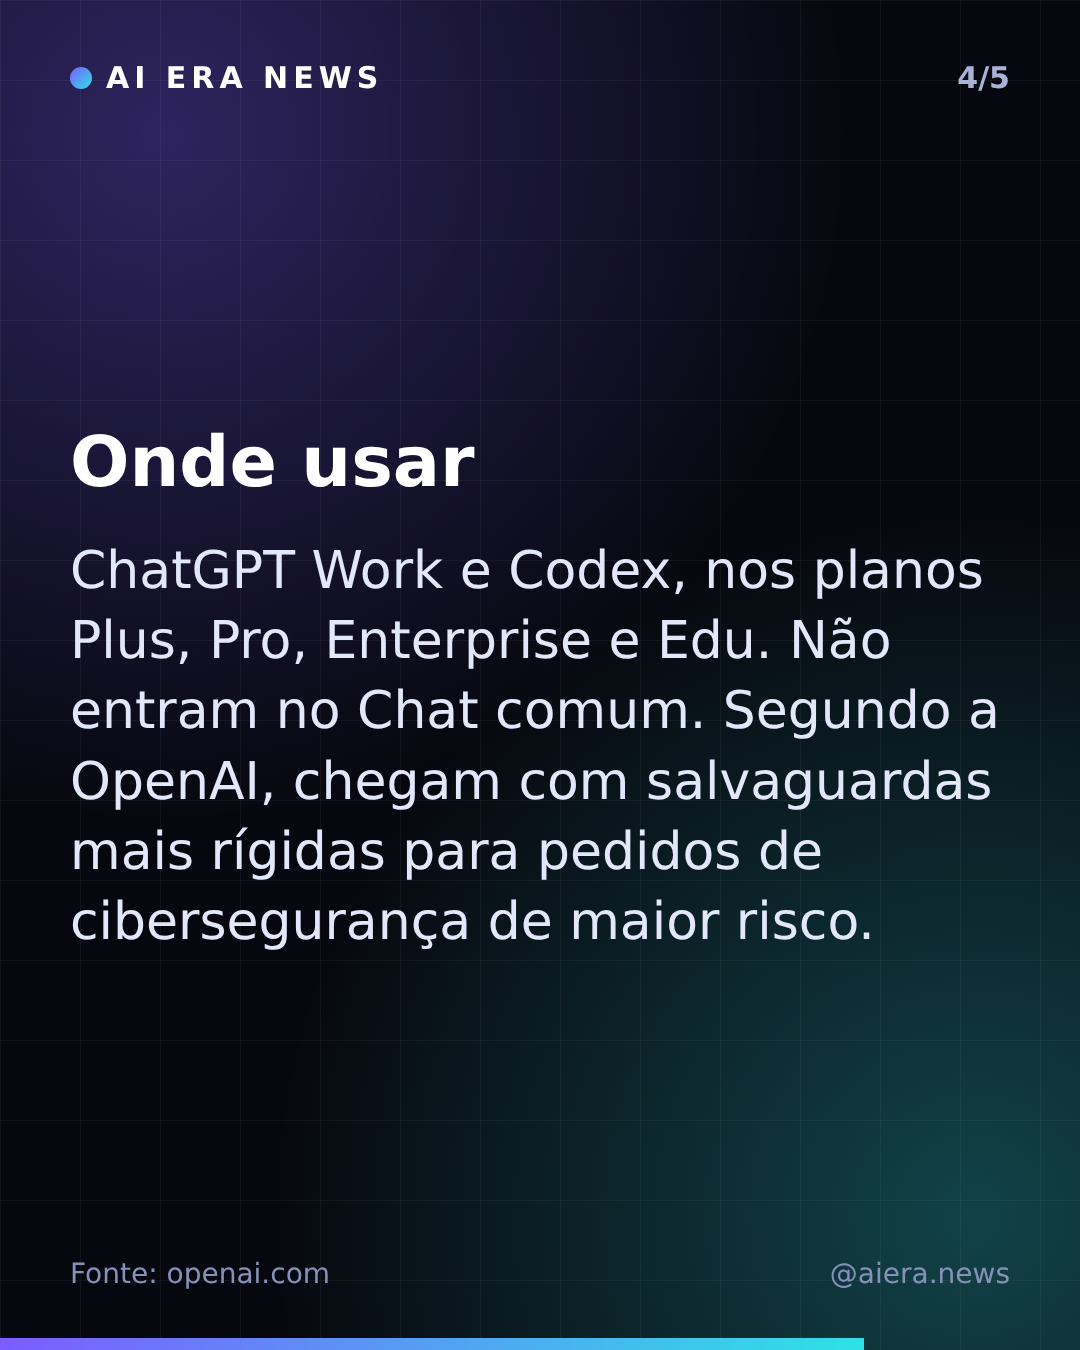 AI ERA NEWS
4/5
Onde usar
ChatGPT Work e Codex, nos planos
Plus, Pro, Enterprise e Edu. Não
entram no Chat comum. Segundo a
OpenAI, chegam com salvaguardas
mais rígidas para pedidos de
cibersegurança de maior risco.
Fonte: openai.com
@aiera.news